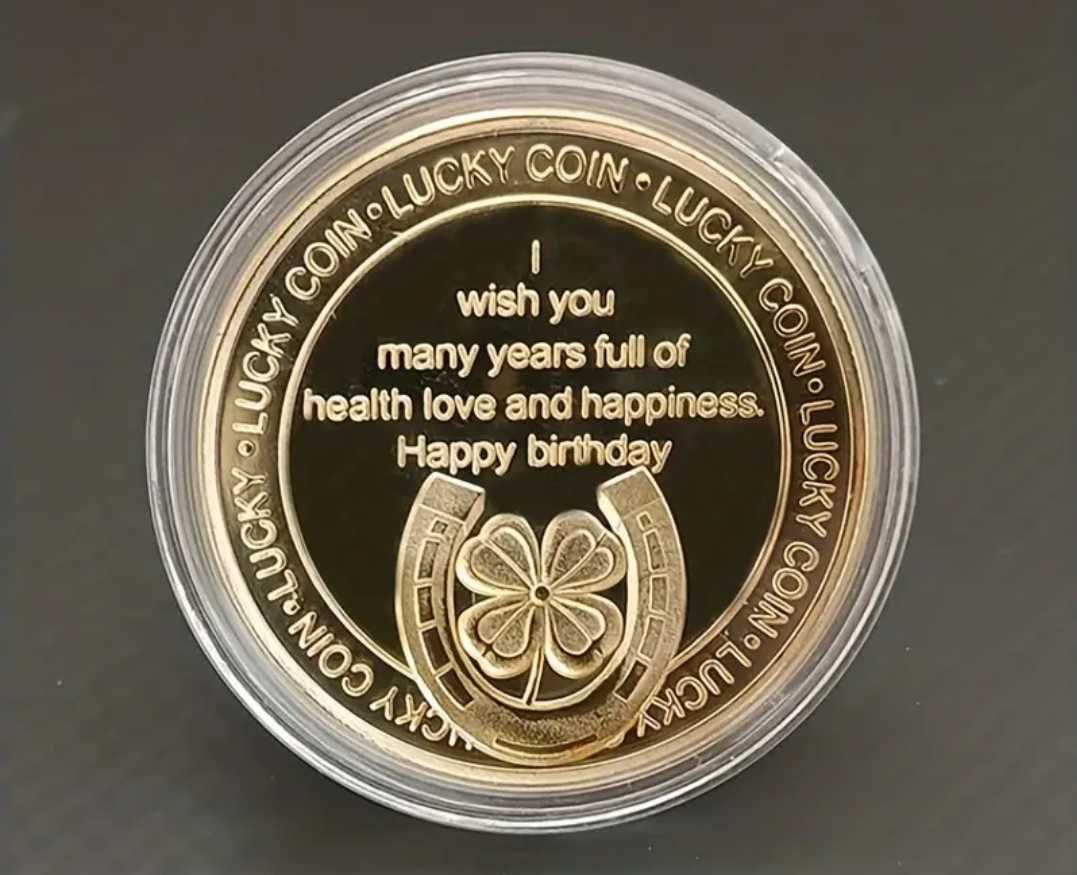 LUCKY COIN • LUCKY COIN • LUCKY COIN • LUCKY COIN • LUCKY • LUCKY COIN • LUCKY
I
wish you
many years full of
health love and happiness.
Happy birthday